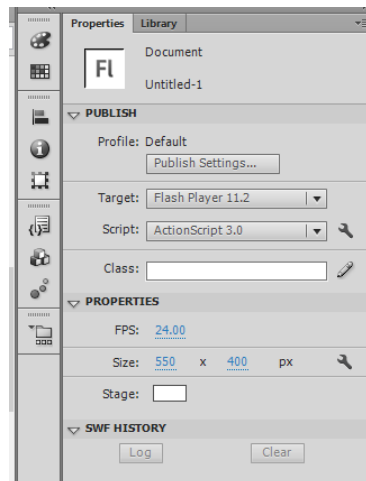 Properties Library
Fl
Document
Untitled-1
PUBLISH
Profile: Default
Publish Settings...
Target: Flash Player 11.2
Script: ActionScript 3.0
Class:
PROPERTIES
FPS: 24.00
Size: 550 x 400 px
Stage:
SWF HISTORY
Log Clear